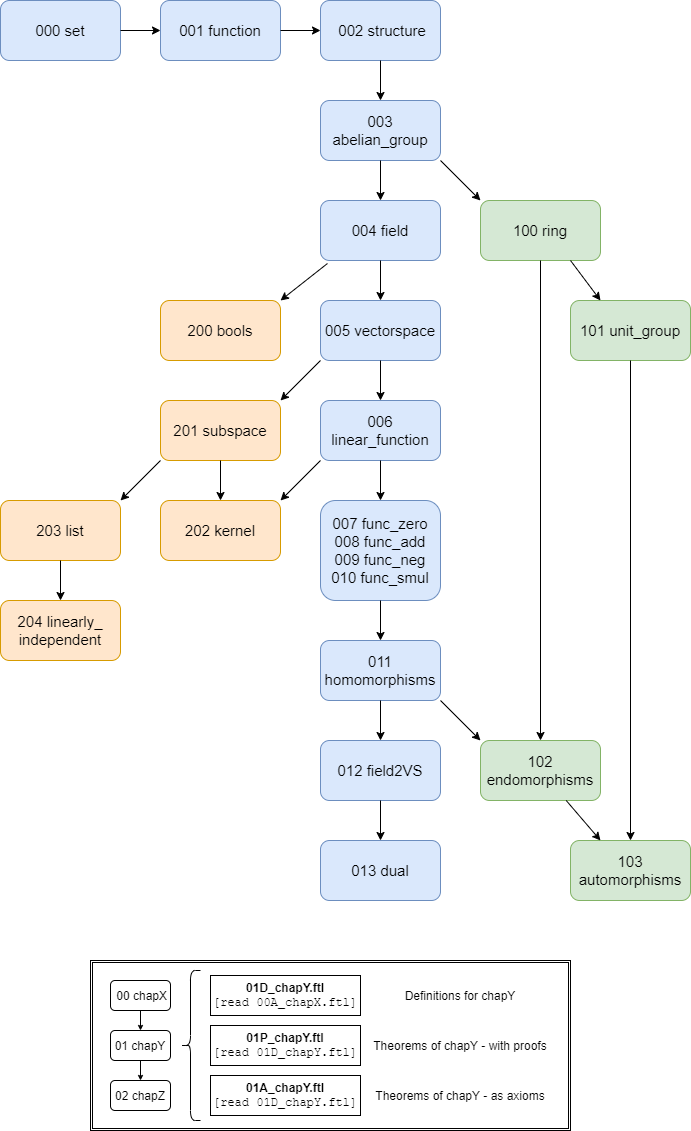 000 set
001 function
002 structure
003
abelian_group
004 field
100 ring
200 bools
005 vectorspace
101 unit_group
201 subspace
006
linear_function
203 list
202 kernel
007 func_zero
008 func_add
009 func_neg
010 func_smul
204 linearly_
independent
011
homomorphisms
012 field2VS
102
endomorphisms
013 dual
103
automorphisms
00 chapX
01 chapY
02 chapZ
01D_chapY.ftl
[read 00A_chapX.ftl]
Definitions for chapY
01P_chapY.ftl
[read 01D_chapY.ftl]
Theorems of chapY - with proofs
01A_chapY.ftl
[read 01D_chapY.ftl]
Theorems of chapY - as axioms